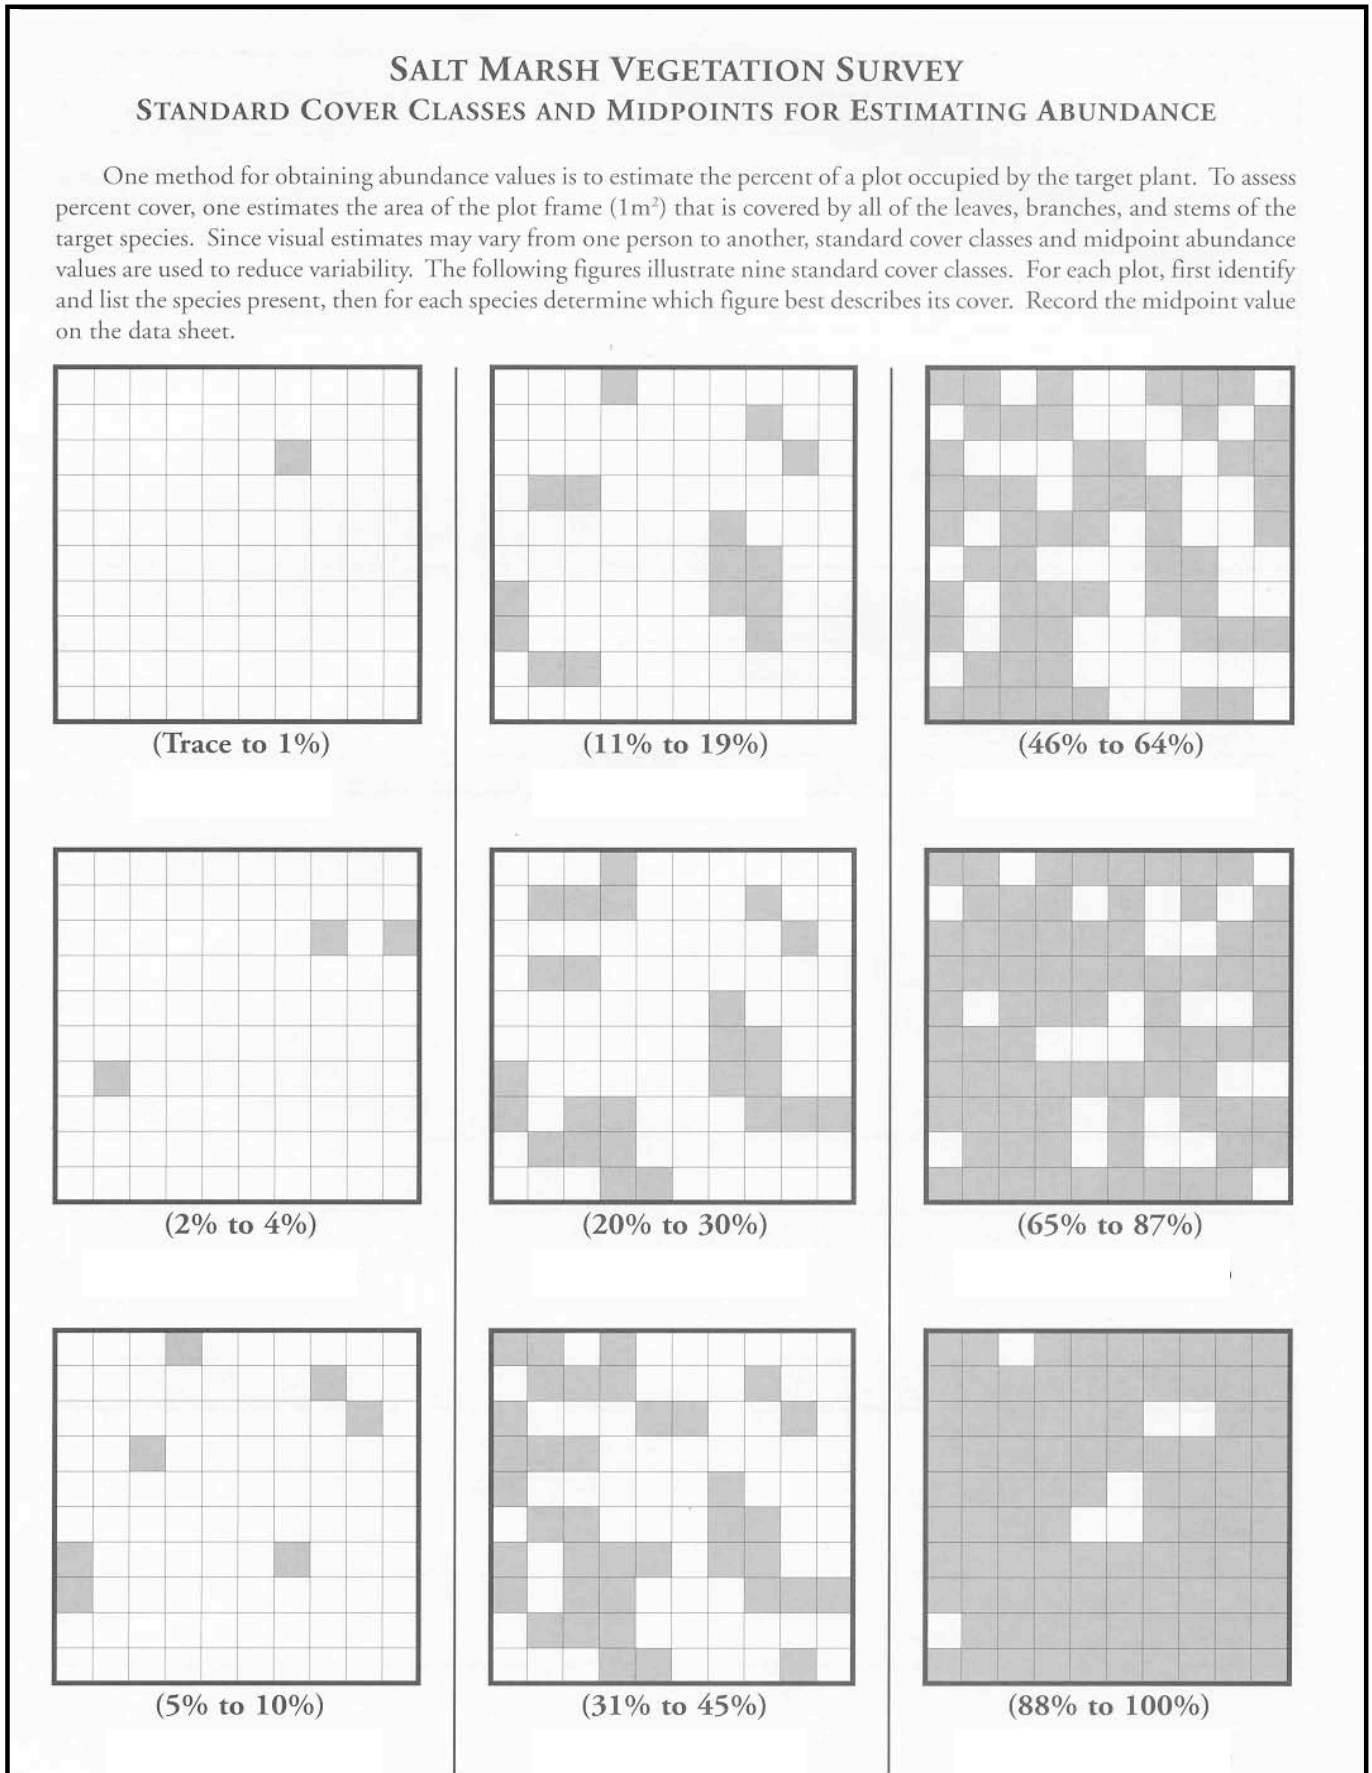 SALT MARSH VEGETATION SURVEY
STANDARD COVER CLASSES AND MIDPOINTS FOR ESTIMATING ABUNDANCE
One method for obtaining abundance values is to estimate the percent of a plot occupied by the target plant. To assess
percent cover, one estimates the area of the plot frame (1m²) that is covered by all of the leaves, branches, and stems of the
target species. Since visual estimates may vary from one person to another, standard cover classes and midpoint abundance
values are used to reduce variability. The following figures illustrate nine standard cover classes. For each plot, first identify
and list the species present, then for each species determine which figure best describes its cover. Record the midpoint value
on the data sheet.
(Trace to 1%)
(11% to 19%)
(46% to 64%)
(2% to 4%)
(20% to 30%)
(65% to 87%)
(5% to 10%)
(31% to 45%)
(88% to 100%)